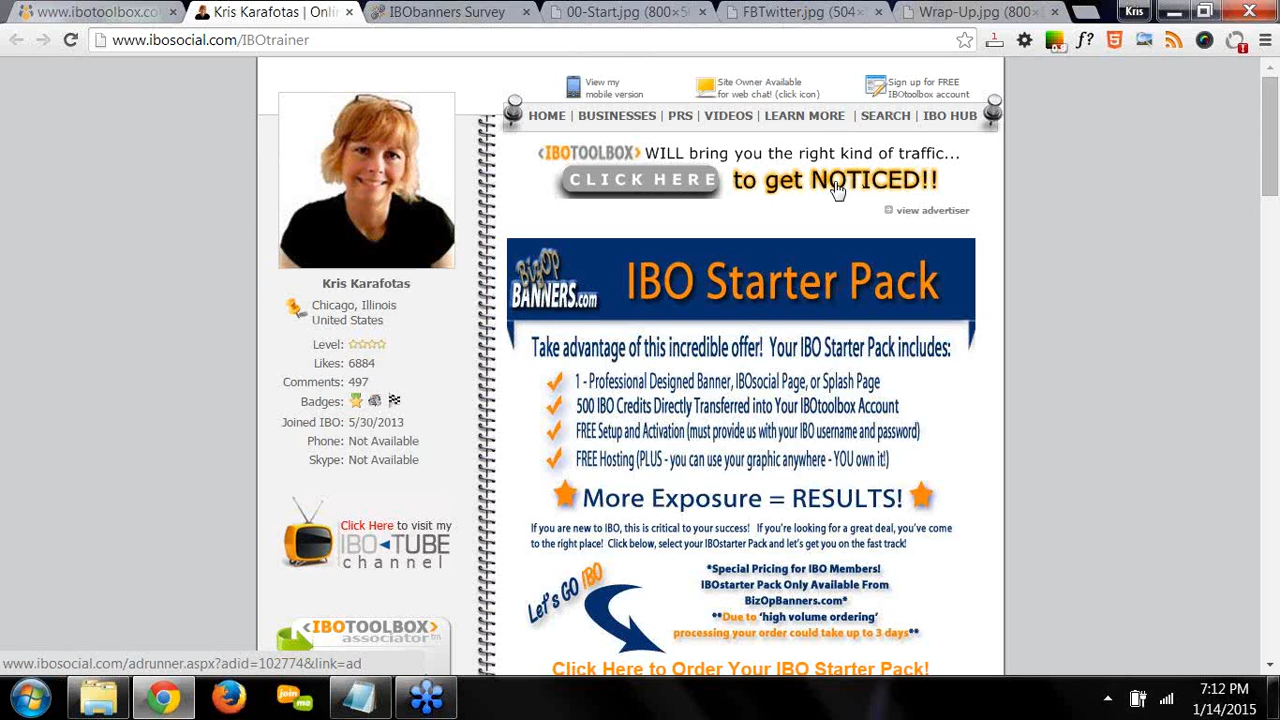 www.ibotoolbox.co
Kris Karafotas | Onli
IBObanners Survey
00-Start.jpg (800×5
FBTwitter.jpg (504×
Wrap-Up.jpg (800×
Kris
www.ibosocial.com/IBOtrainer
View my
mobile version
Site Owner Available
for web chat! (click icon)
Sign up for FREE
IBOtoolbox account
HOME | BUSINESSES | PRS | VIDEOS | LEARN MORE | SEARCH | IBO HUB
<IBOTOOLBOX> WILL bring you the right kind of traffic...
CLICK HERE to get NOTICED!!
view advertiser
Kris Karafotas
Chicago, Illinois
United States
Level:
Likes: 6884
Comments: 497
Badges:
Joined IBO: 5/30/2013
Phone: Not Available
Skype: Not Available
Click Here to visit my
IBO TUBE
channel
<IBOTOOLBOX>
associator™
BizOp
BANNERS.com
IBO Starter Pack
Take advantage of this incredible offer! Your IBO Starter Pack includes:
1 - Professional Designed Banner, IBOsocial Page, or Splash Page
500 IBO Credits Directly Transferred into Your IBOtoolbox Account
FREE Setup and Activation (must provide us with your IBO username and password)
FREE Hosting (PLUS - you can use your graphic anywhere - YOU own it!)
More Exposure = RESULTS!
If you are new to IBO, this is critical to your success! If you're looking for a great deal, you've come
to the right place! Click below, select your IBOstarter Pack and let's get you on the fast track!
Let's GO IBO
*Special Pricing for IBO Members!
IBOstarter Pack Only Available From
BizOpBanners.com*
**Due to 'high volume ordering'
processing your order could take up to 3 days**
Click Here to Order Your IBO Starter Pack!
www.ibosocial.com/adrunner.aspx?adid=102774&link=ad
join
me
7:12 PM
1/14/2015